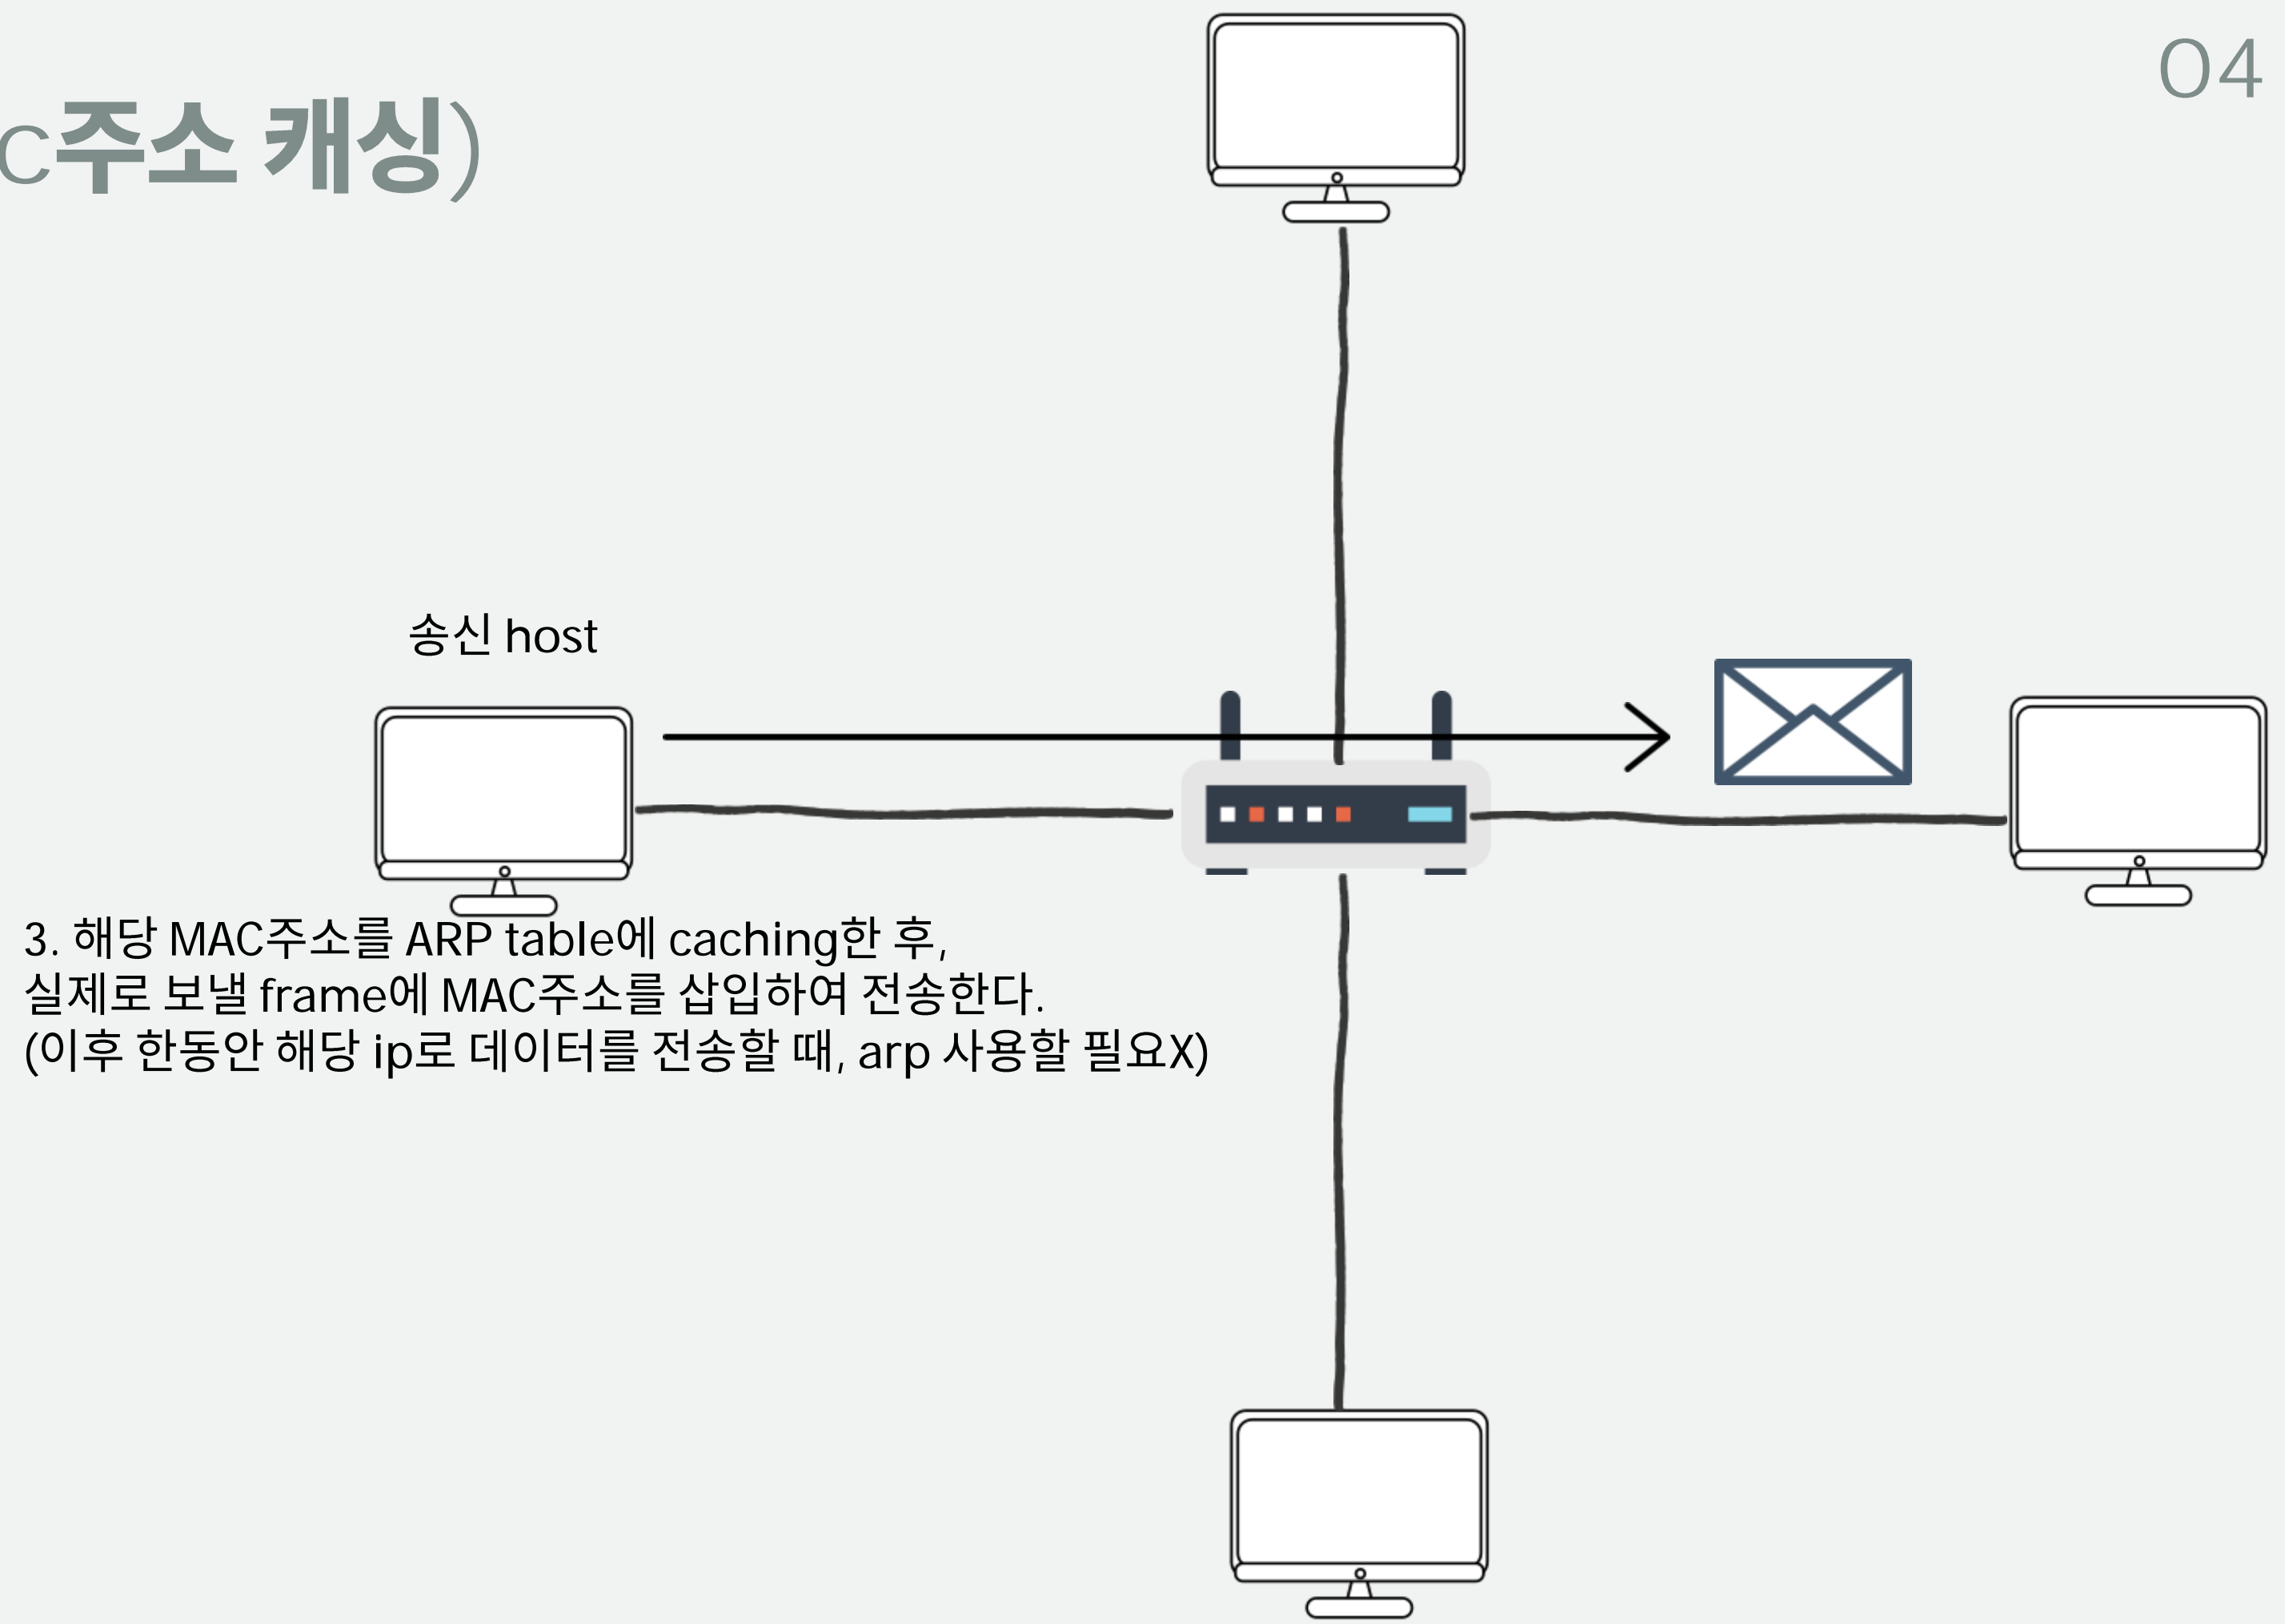 C주소 캐싱)
04
송신 host
3. 해당 MAC주소를 ARP table에 caching한 후,
실제로 보낼 frame에 MAC주소를 삽입하여 전송한다.
(이후 한동안 해당 ip로 데이터를 전송할 때, arp 사용할 필요X)